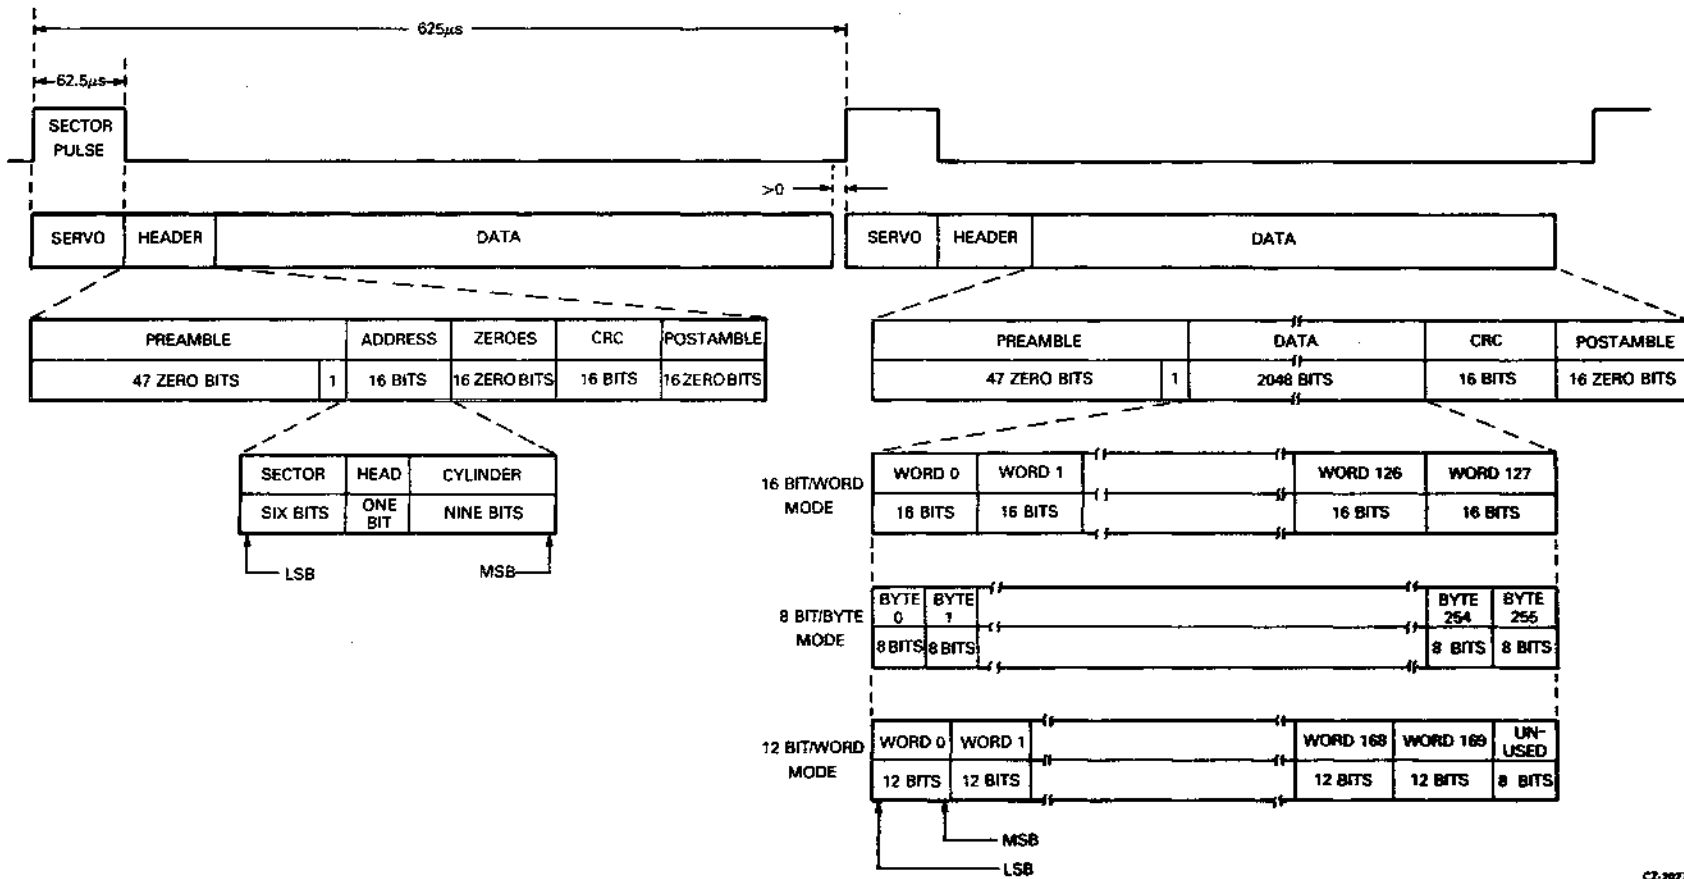 625μs
62.5μs
SECTOR
PULSE
>0
SERVO HEADER DATA SERVO HEADER DATA
PREAMBLE ADDRESS ZEROES CRC POSTAMBLE
47 ZERO BITS 1 16 BITS 16 ZERO BITS 16 BITS 16 ZERO BITS
PREAMBLE DATA CRC POSTAMBLE
47 ZERO BITS 1 2048 BITS 16 BITS 16 ZERO BITS
SECTOR HEAD CYLINDER
SIX BITS ONE BIT NINE BITS
LSB MSB
16 BIT/WORD
MODE
WORD 0 WORD 1 WORD 126 WORD 127
16 BITS 16 BITS 16 BITS 16 BITS
8 BIT/BYTE
MODE
BYTE 0 BYTE 1 BYTE 254 BYTE 255
8 BITS 8 BITS 8 BITS 8 BITS
12 BIT/WORD
MODE
WORD 0 WORD 1 WORD 168 WORD 169 UN-
USED
12 BITS 12 BITS 12 BITS 12 BITS 8 BITS
MSB
LSB